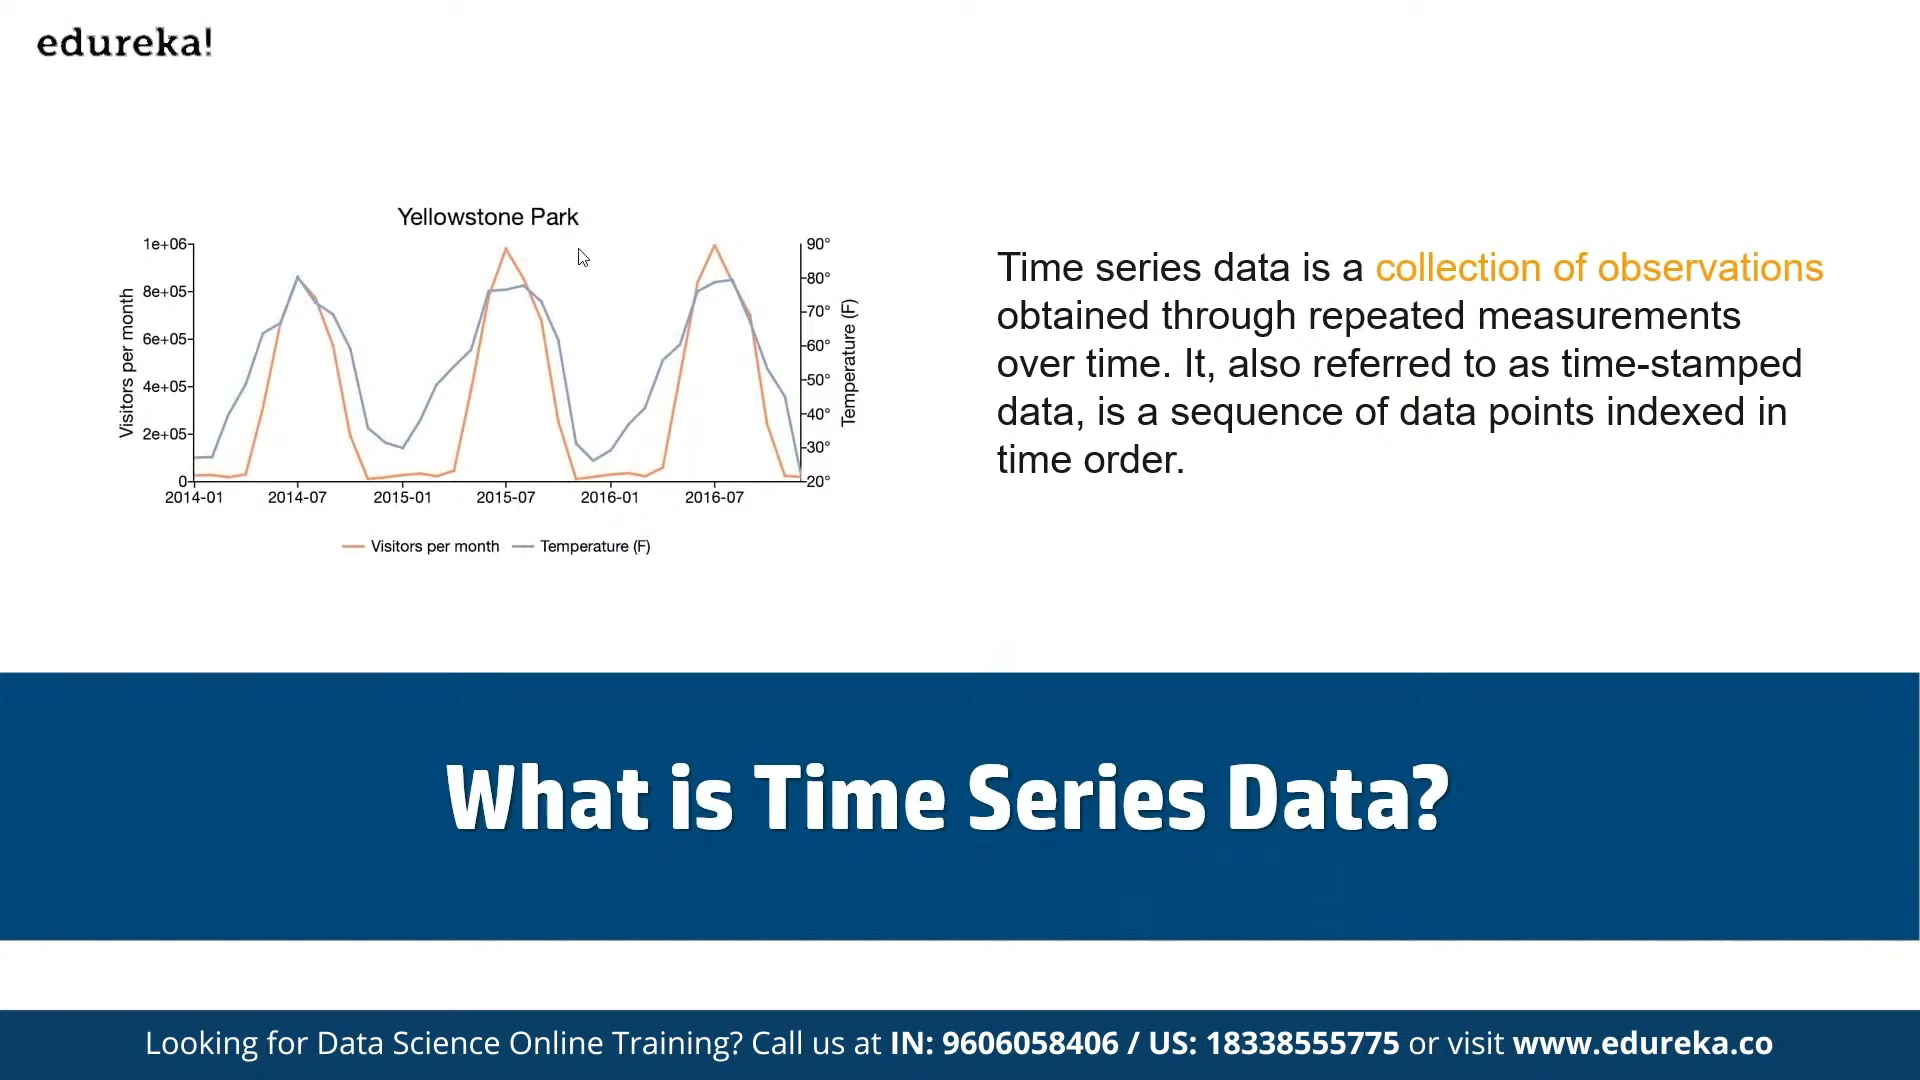 edureka!
Yellowstone Park
1e+06
8e+05
6e+05
4e+05
2e+05
0
Visitors per month
90°
80°
70°
60°
50°
40°
30°
20°
Temperature (F)
2014-01 2014-07 2015-01 2015-07 2016-01 2016-07
Visitors per month Temperature (F)
Time series data is a collection of observations
obtained through repeated measurements
over time. It, also referred to as time-stamped
data, is a sequence of data points indexed in
time order.
What is Time Series Data?
Looking for Data Science Online Training? Call us at IN: 9606058406 / US: 18338555775 or visit www.edureka.co